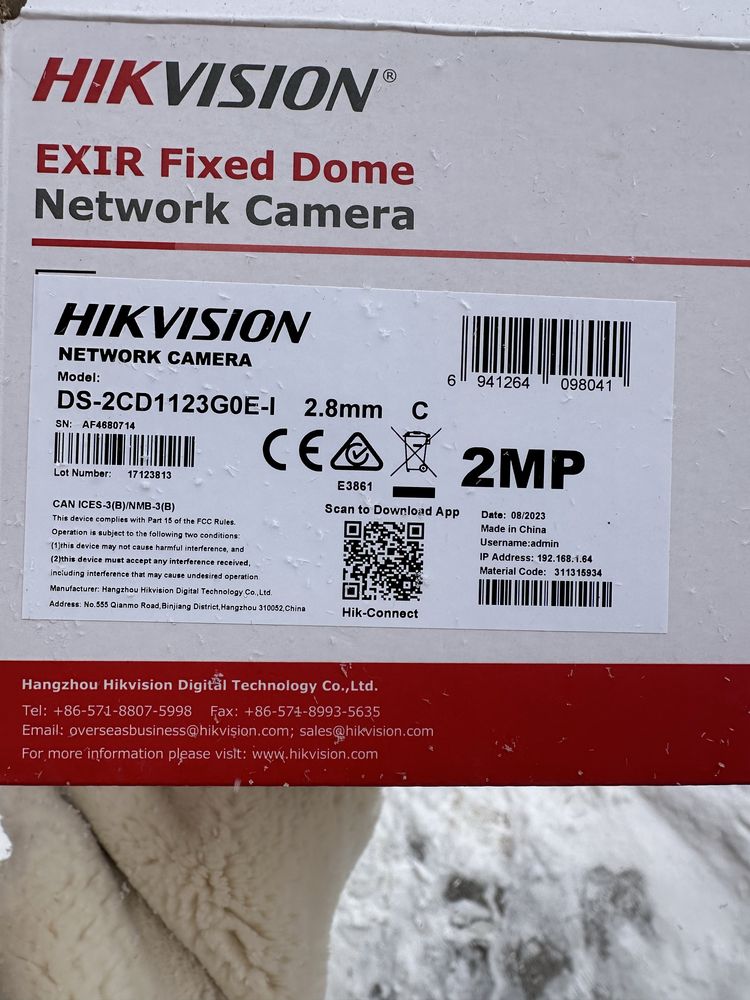 HIKVISION®
EXIR Fixed Dome
Network Camera
HIKVISION
NETWORK CAMERA
Model:
DS-2CD1123G0E-I 2.8mm C
SN: AF4680714
Lot Number: 17123813
6 941264 098041
CE
E3861
2MP
CAN ICES-3(B)/NMB-3(B)
This device complies with Part 15 of the FCC Rules.
Operation is subject to the following two conditions:
(1)this device may not cause harmful interference, and
(2)this device must accept any interference received,
including interference that may cause undesired operation
Manufacturer: Hangzhou Hikvision Digital Technology Co.,Ltd.
Address: No.555 Qianmo Road,Binjiang District,Hangzhou 310052,China
Scan to Download App
Hik-Connect
Date: 08/2023
Made in China
Username:admin
IP Address: 192.168.1.64
Material Code: 311315934
Hangzhou Hikvision Digital Technology Co.,Ltd.
Tel: +86-571-8807-5998 Fax: +86-571-8993-5635
Email: overseasbusiness@hikvision.com; sales@hikvision.com
For more information please visit: www.hikvision.com